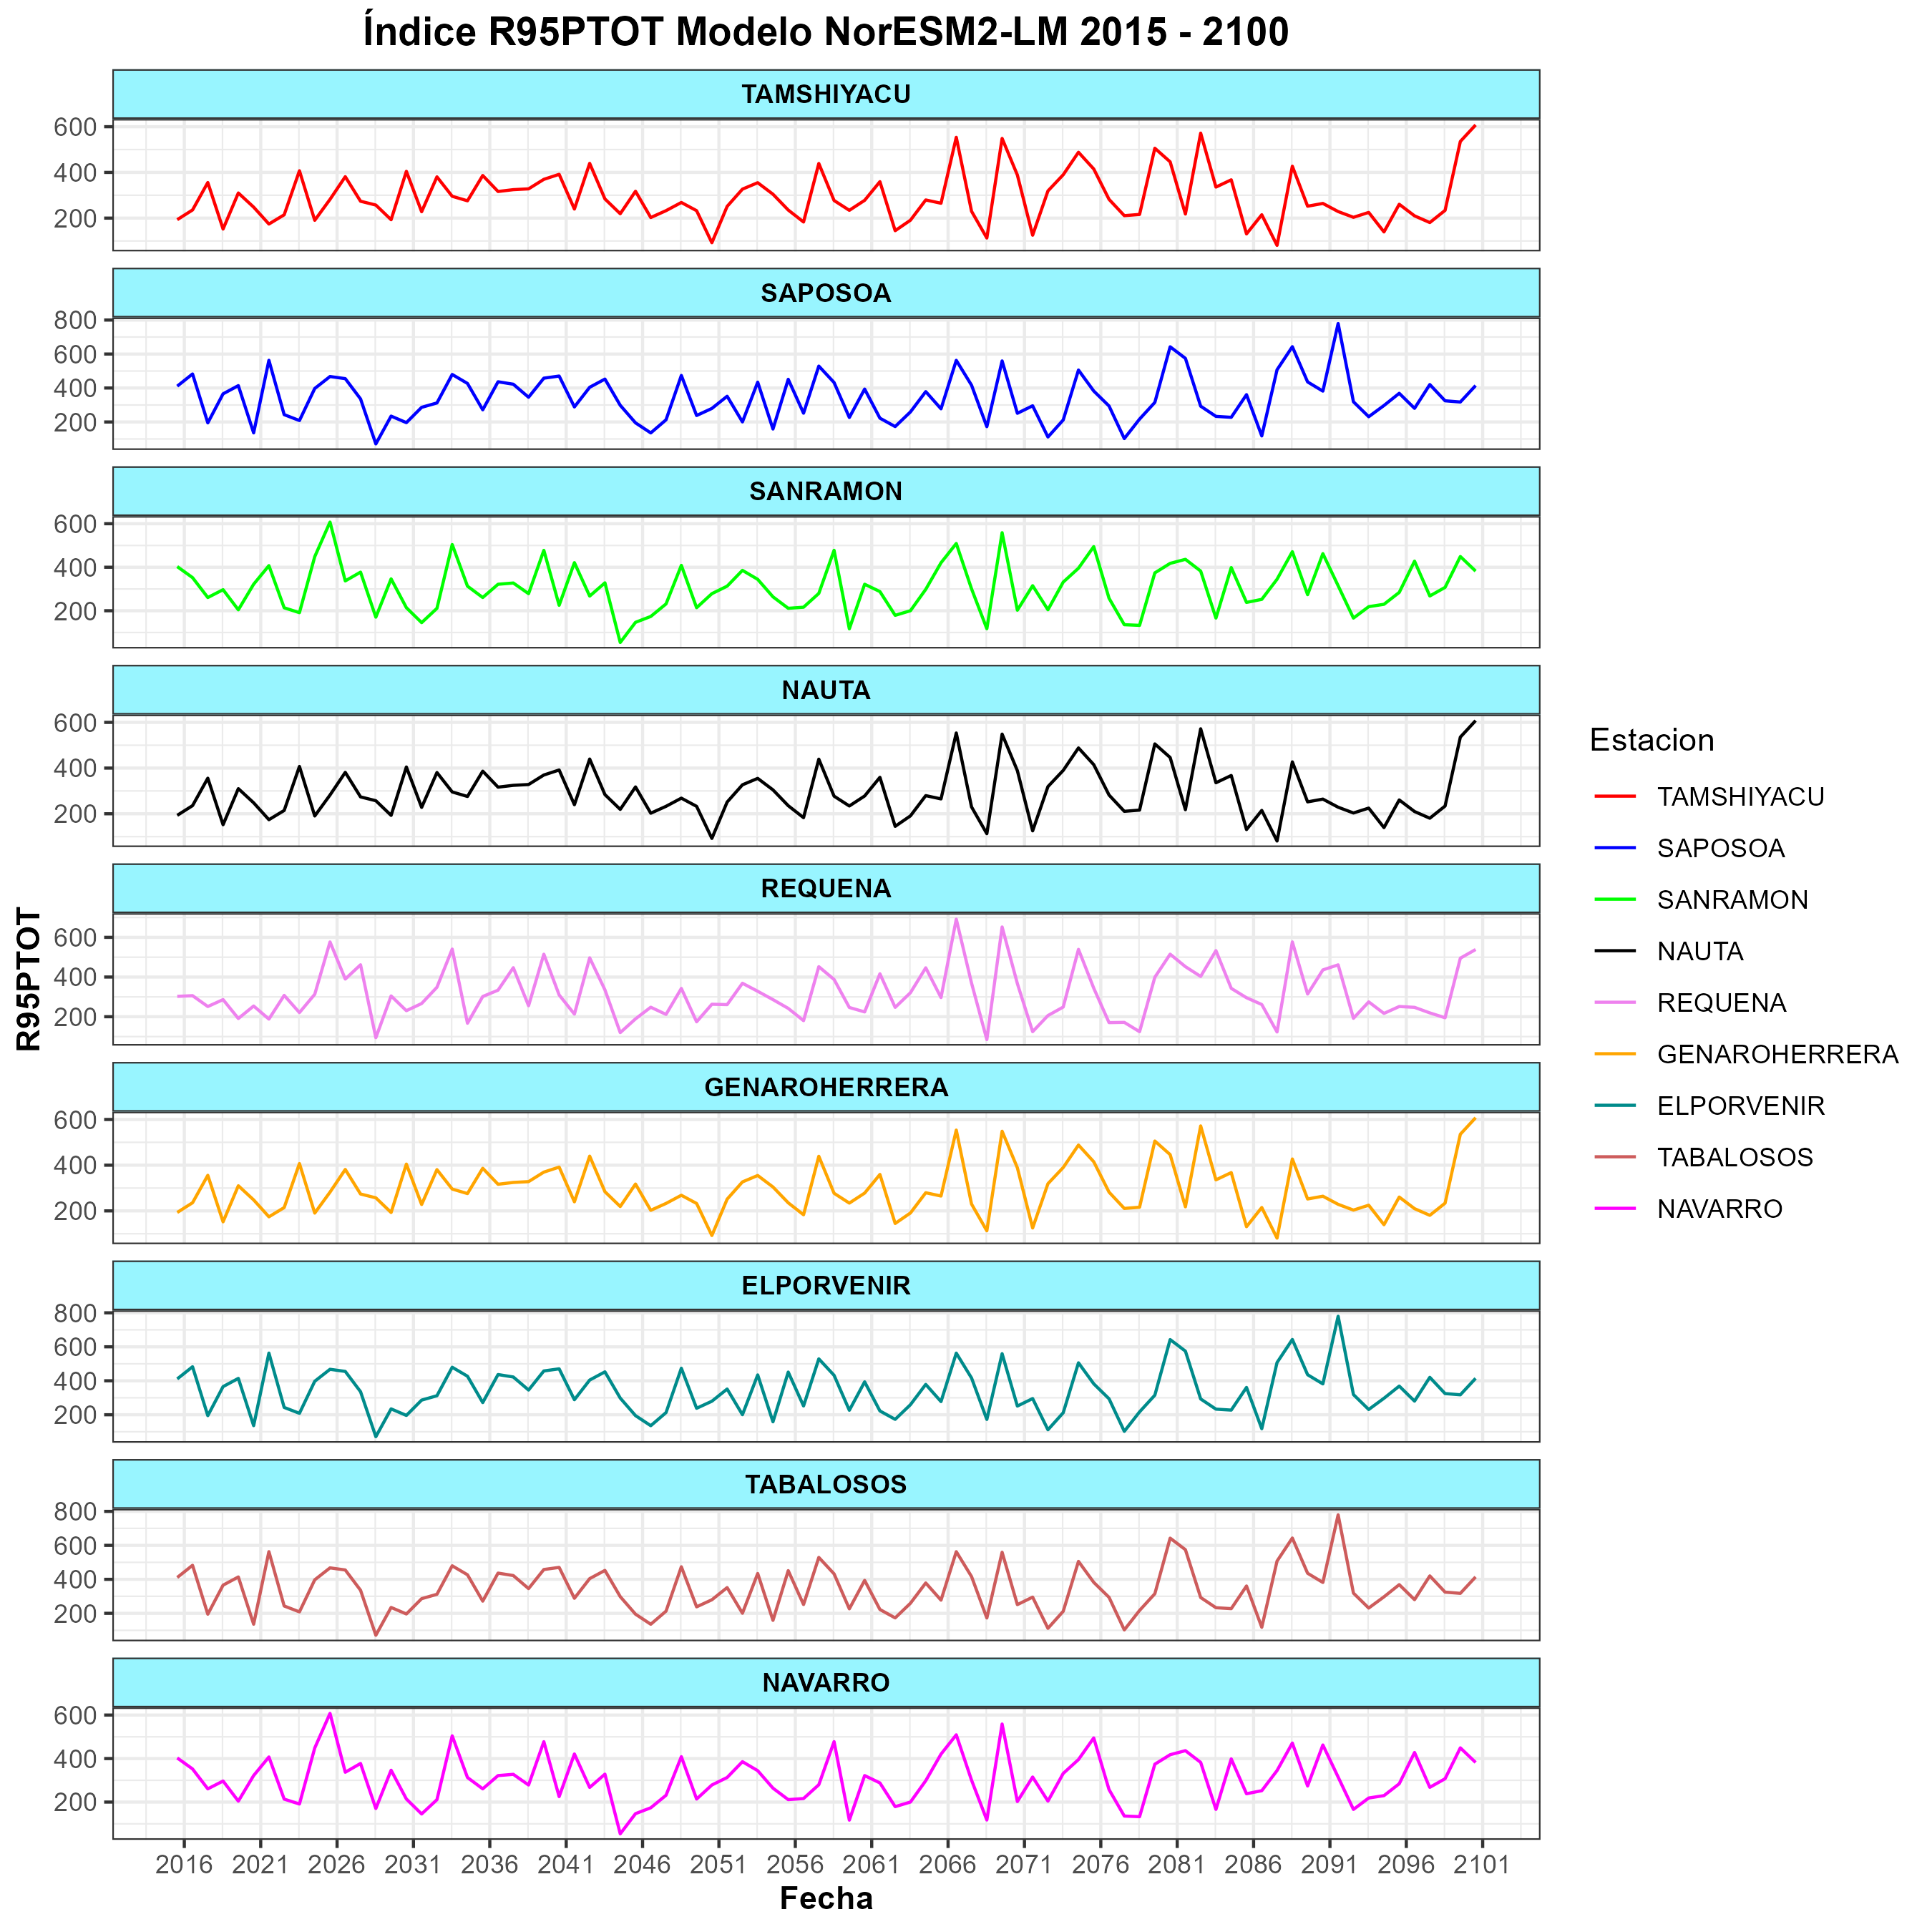 Índice R95PTOT Modelo NorESM2-LM 2015 - 2100
TAMSHIYACU
600
400
200
SAPOSOA
800
600
400
200
SANRAMON
600
400
200
NAUTA
600
400
200
REQUENA
600
400
200
GENAROHERRERA
600
400
200
ELPORVENIR
800
600
400
200
TABALOSOS
800
600
400
200
NAVARRO
600
400
200
2016 2021 2026 2031 2036 2041 2046 2051 2056 2061 2066 2071 2076 2081 2086 2091 2096 2101
Fecha
R95PTOT
Estacion
TAMSHIYACU
SAPOSOA
SANRAMON
NAUTA
REQUENA
GENAROHERRERA
ELPORVENIR
TABALOSOS
NAVARRO